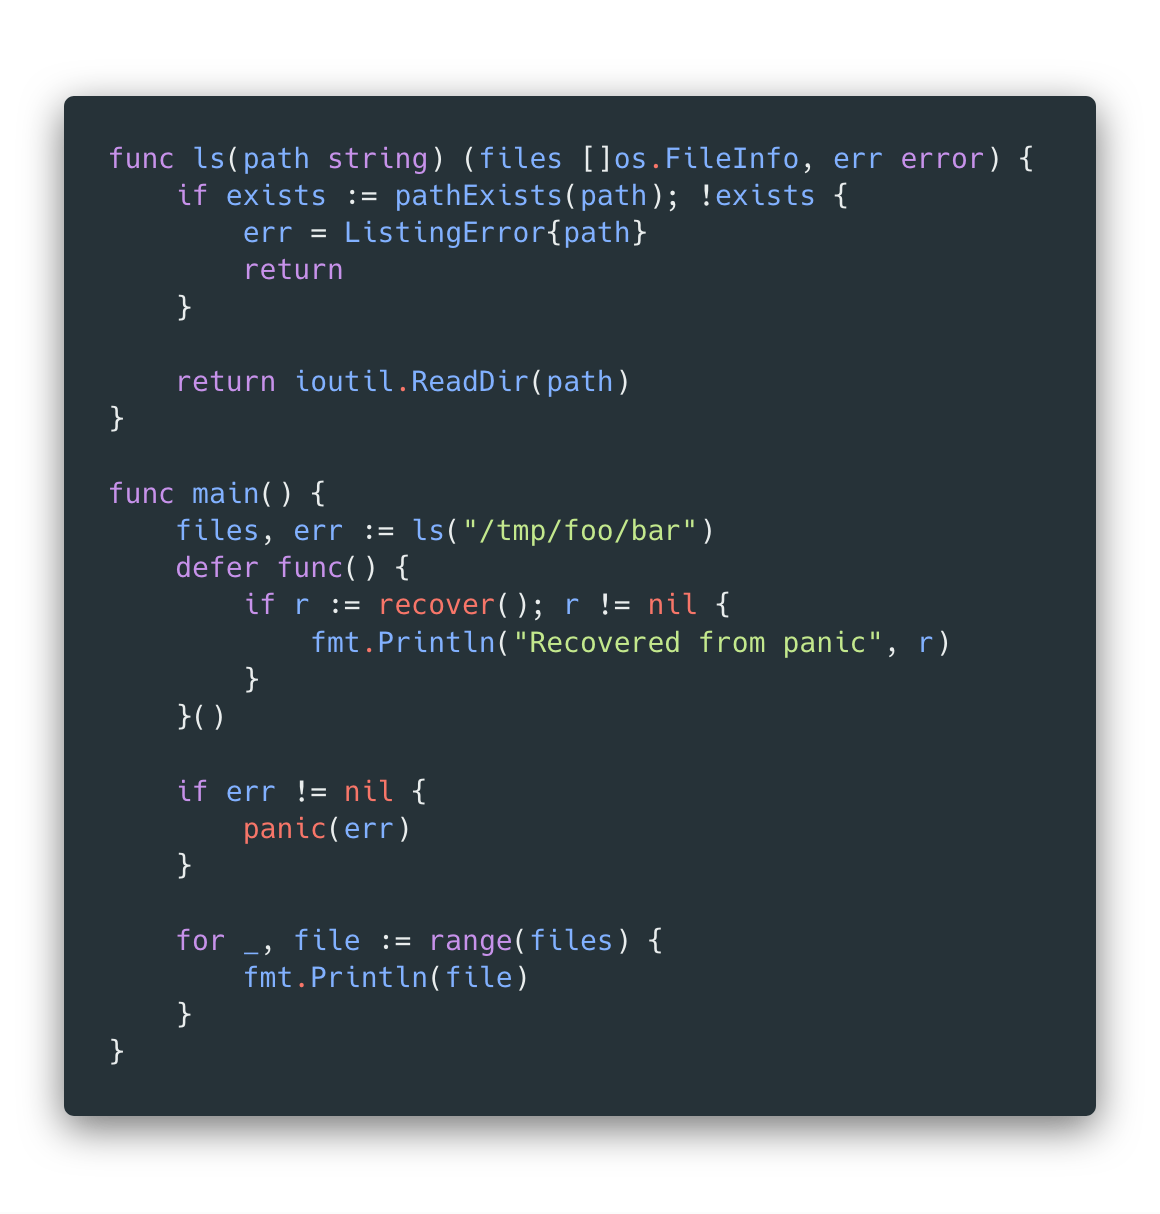 func ls(path string) (files []os.FileInfo, err error) {
    if exists := pathExists(path); !exists {
        err = ListingError{path}
        return
    }

    return ioutil.ReadDir(path)
}

func main() {
    files, err := ls("/tmp/foo/bar")
    defer func() {
        if r := recover(); r != nil {
            fmt.Println("Recovered from panic", r)
        }
    }()

    if err != nil {
        panic(err)
    }

    for _, file := range(files) {
        fmt.Println(file)
    }
}